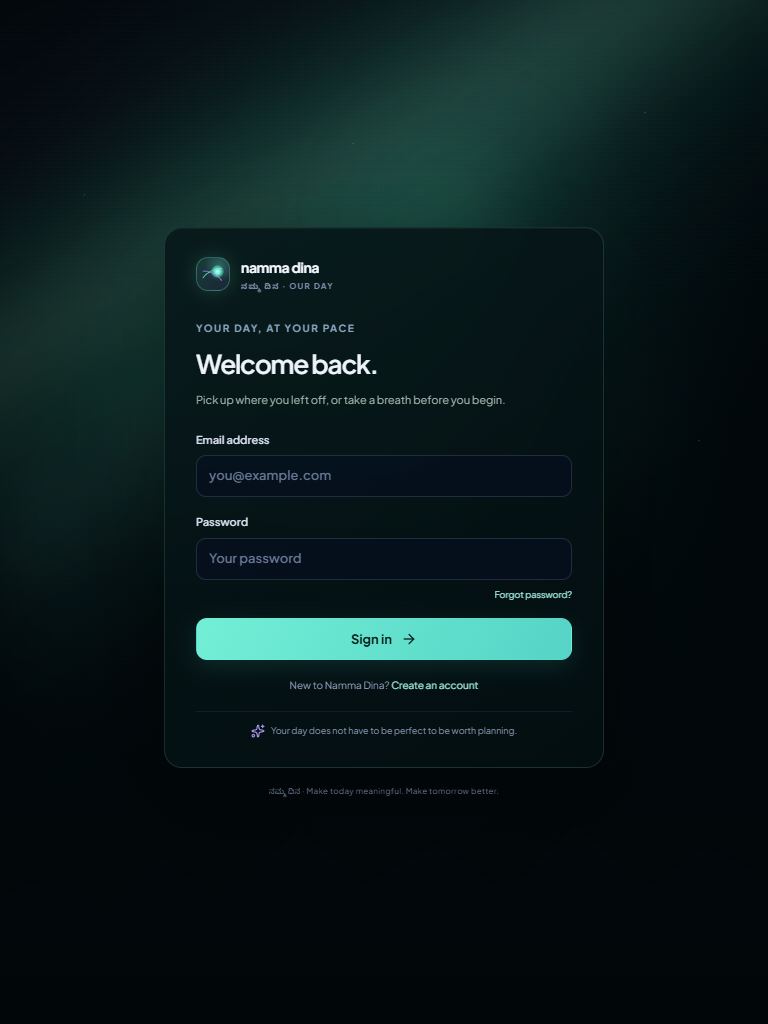 namma dina
ನಮ್ಮ ದಿನ · OUR DAY
YOUR DAY, AT YOUR PACE
Welcome back.
Pick up where you left off, or take a breath before you begin.
Email address
you@example.com
Password
Your password
Forgot password?
Sign in →
New to Namma Dina? Create an account
Your day does not have to be perfect to be worth planning.
ನಮ್ಮ ದಿನ · Make today meaningful. Make tomorrow better.